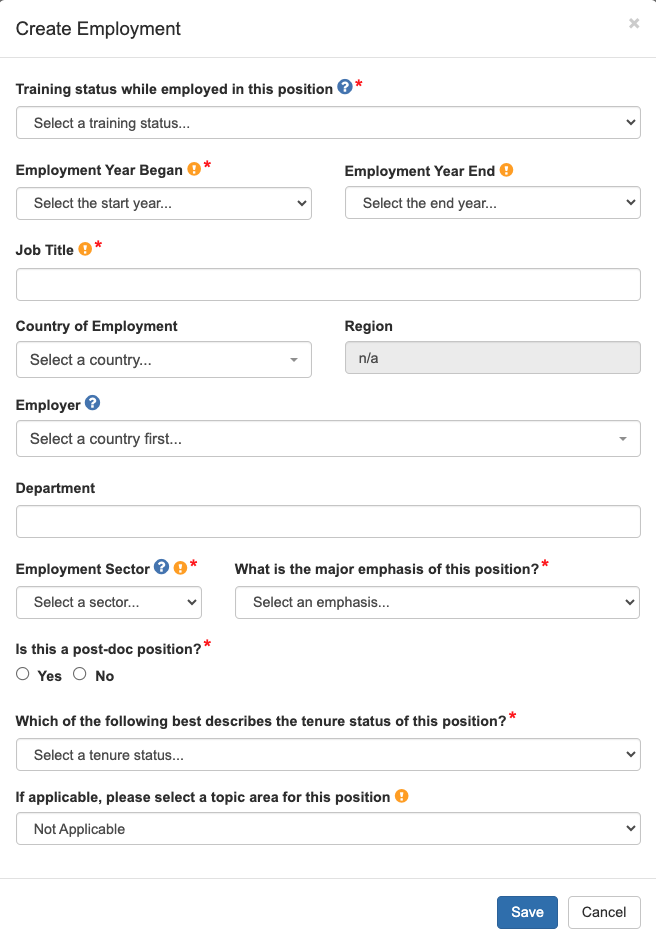 Create Employment ×
Training status while employed in this position ? *
Select a training status...
Employment Year Began ! * Employment Year End !
Select the start year... Select the end year...
Job Title ! *
Country of Employment Region
Select a country... n/a
Employer ?
Select a country first...
Department
Employment Sector ? ! * What is the major emphasis of this position? *
Select a sector... Select an emphasis...
Is this a post-doc position? *
Yes No
Which of the following best describes the tenure status of this position? *
Select a tenure status...
If applicable, please select a topic area for this position !
Not Applicable
Save Cancel